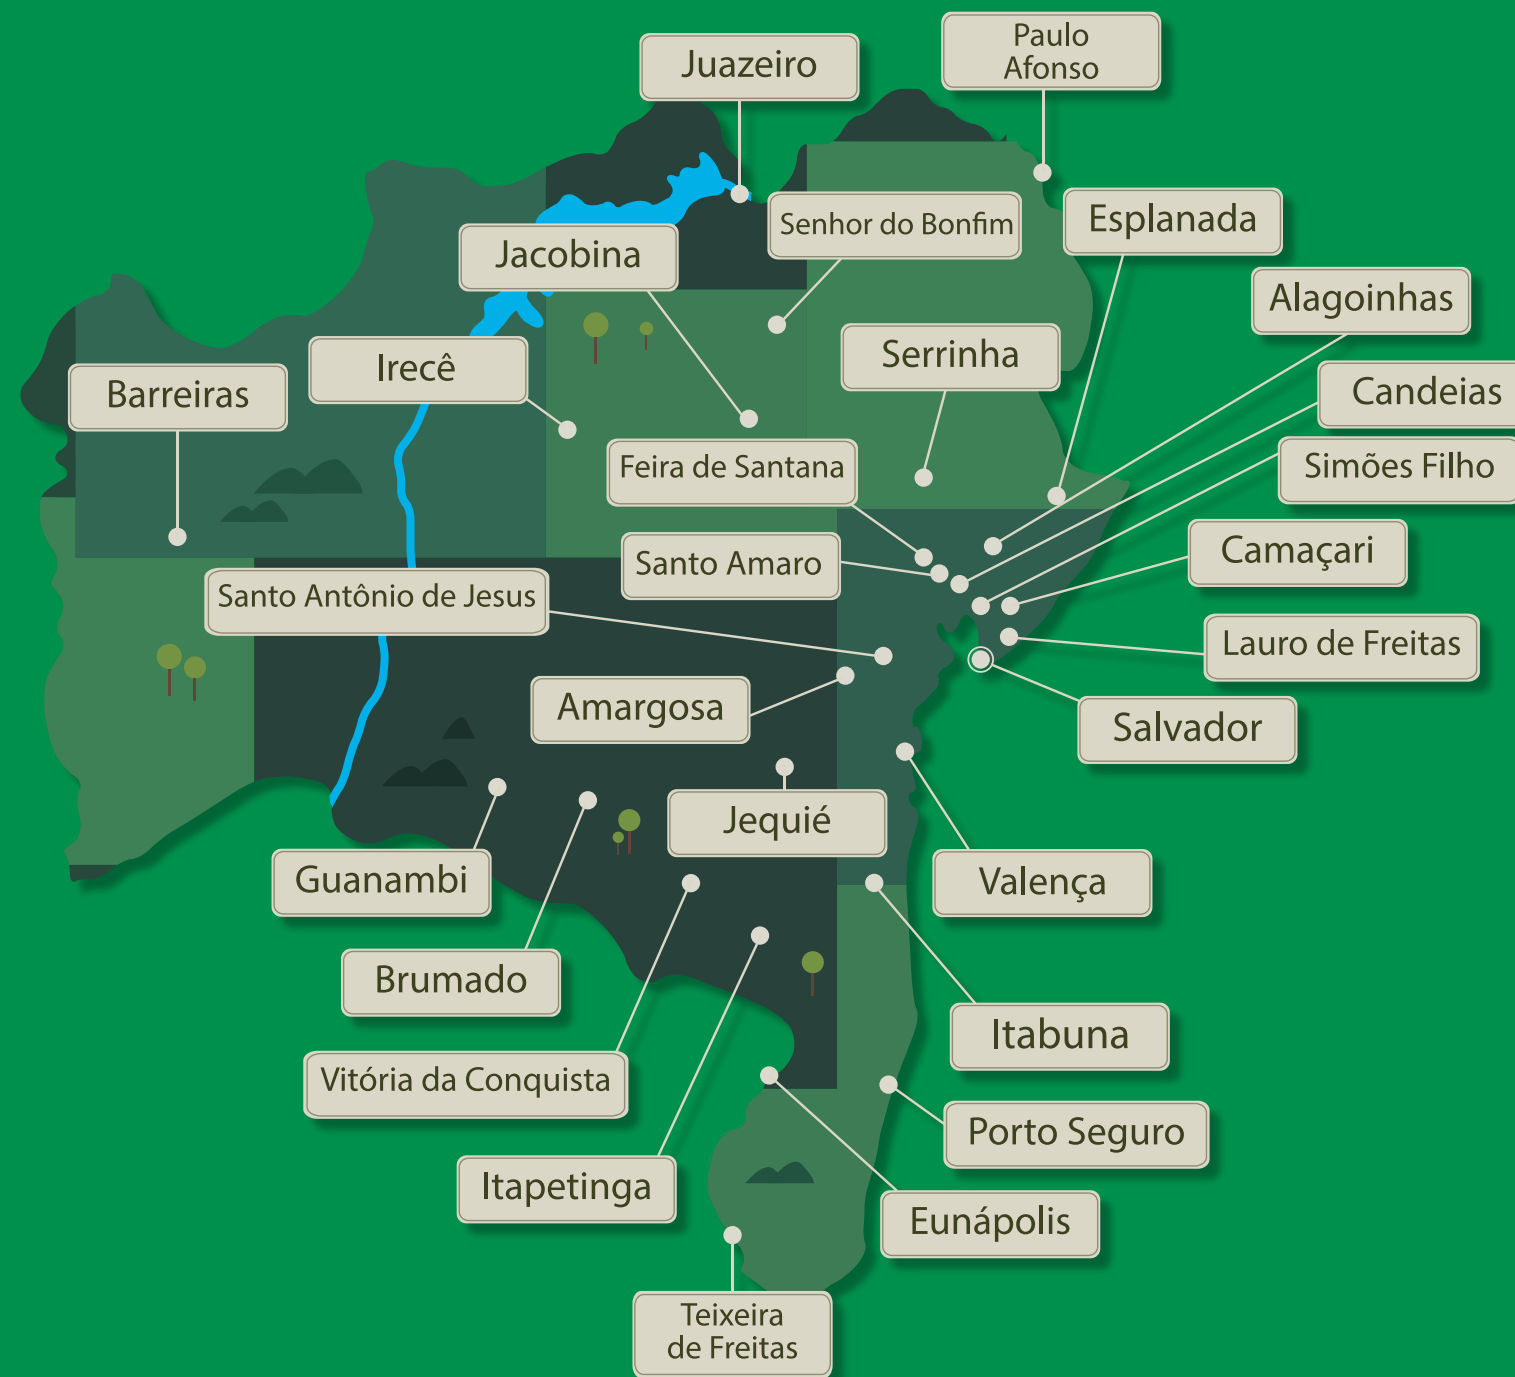 Paulo
Afonso
Juazeiro
Senhor do Bonfim
Esplanada
Jacobina
Alagoinhas
Serrinha
Irecê
Barreiras
Candeias
Feira de Santana
Simões Filho
Santo Amaro
Camaçari
Santo Antônio de Jesus
Lauro de Freitas
Amargosa
Salvador
Jequié
Guanambi
Valença
Brumado
Itabuna
Vitória da Conquista
Porto Seguro
Itapetinga
Eunápolis
Teixeira
de Freitas